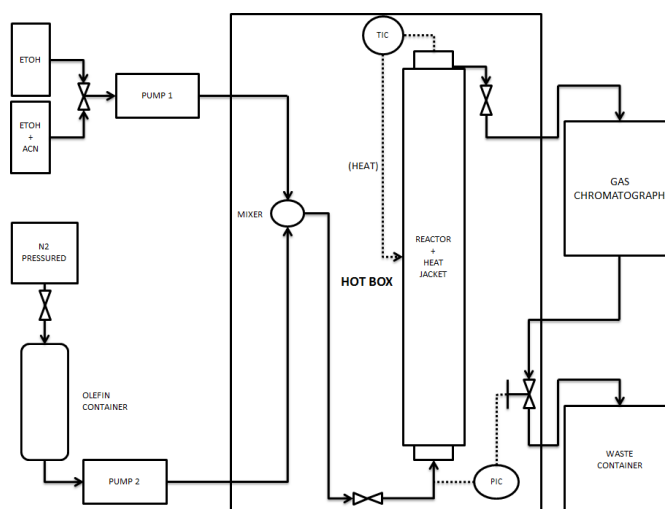 ETOH
ETOH
+
ACN
PUMP 1
TIC
(HEAT)
GAS
CHROMATOGRAPH
MIXER
N2
PRESSURED
REACTOR
+
HEAT
JACKET
HOT BOX
OLEFIN
CONTAINER
PUMP 2
PIC
WASTE
CONTAINER